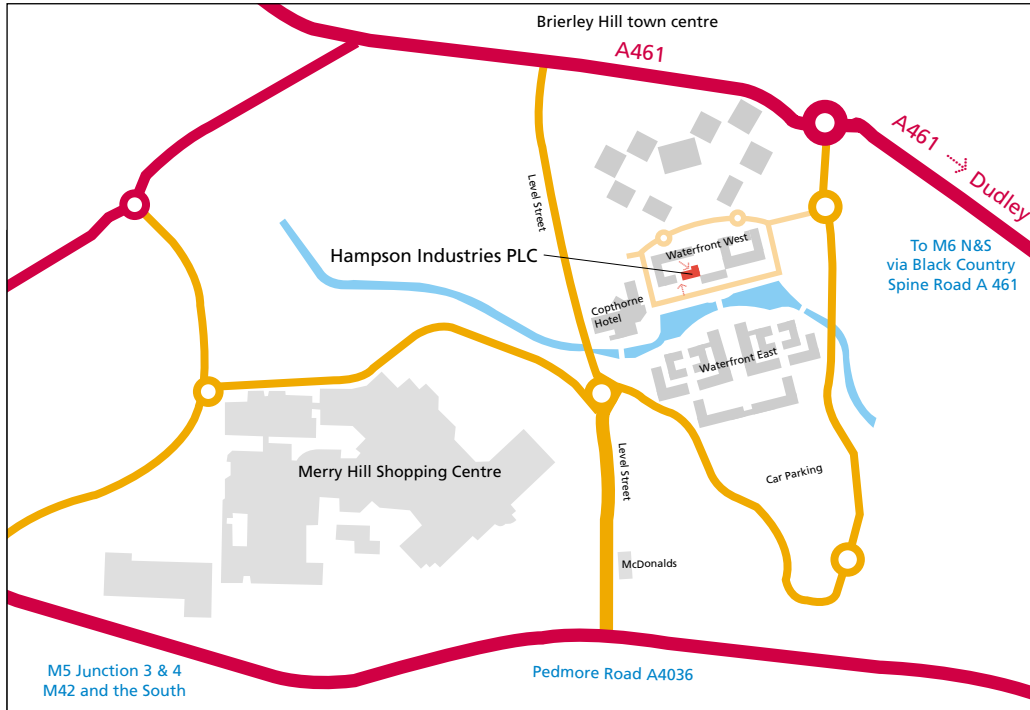 Brierley Hill town centre
A461
A461
Dudley
Level Street
To M6 N&S
via Black Country
Spine Road A 461
Waterfront West
Hampson Industries PLC
Copthorne
Hotel
Waterfront East
Merry Hill Shopping Centre
Level Street
Car Parking
McDonalds
M5 Junction 3 & 4
M42 and the South
Pedmore Road A4036